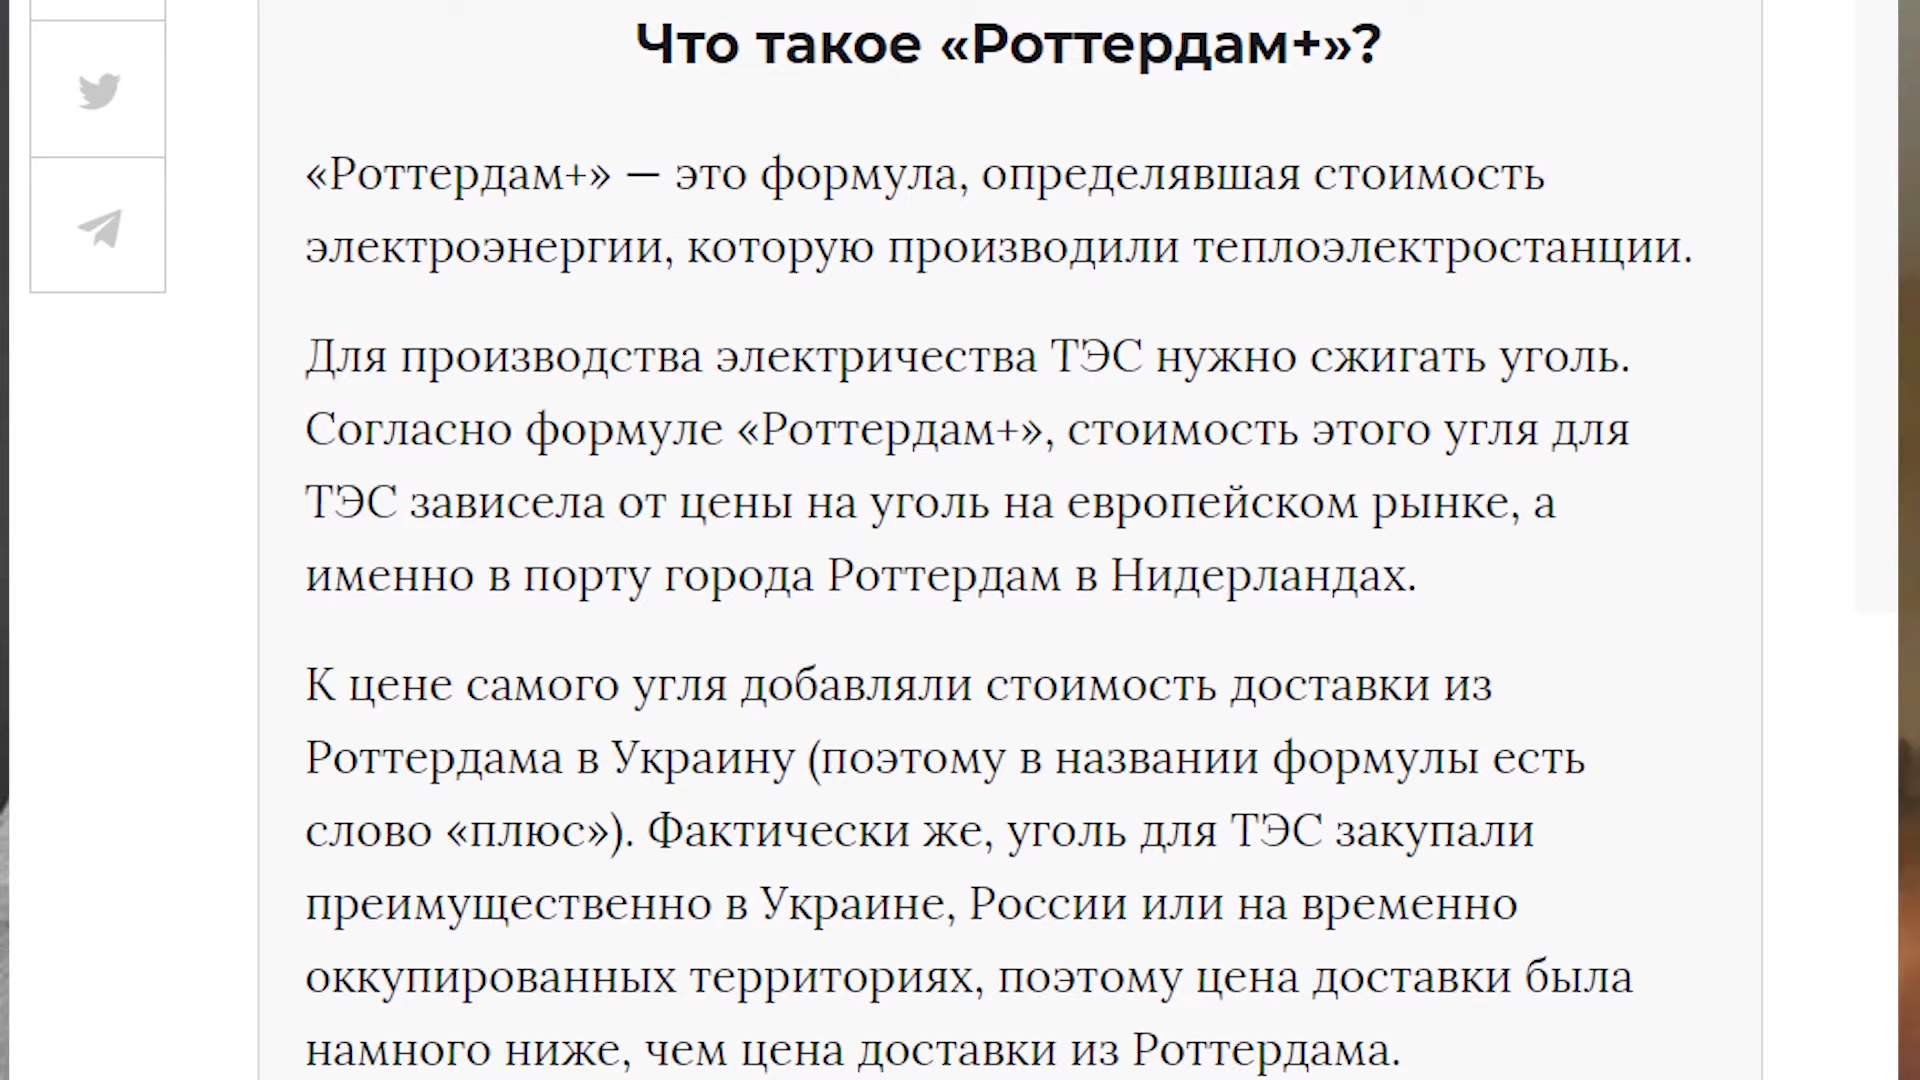 Что такое «Роттердам+»?
«Роттердам+» — это формула, определявшая стоимость
электроэнергии, которую производили теплоэлектростанции.
Для производства электричества ТЭС нужно сжигать уголь.
Согласно формуле «Роттердам+», стоимость этого угля для
ТЭС зависела от цены на уголь на европейском рынке, а
именно в порту города Роттердам в Нидерландах.
К цене самого угля добавляли стоимость доставки из
Роттердама в Украину (поэтому в названии формулы есть
слово «плюс»). Фактически же, уголь для ТЭС закупали
преимущественно в Украине, России или на временно
оккупированных территориях, поэтому цена доставки была
намного ниже, чем цена доставки из Роттердама.